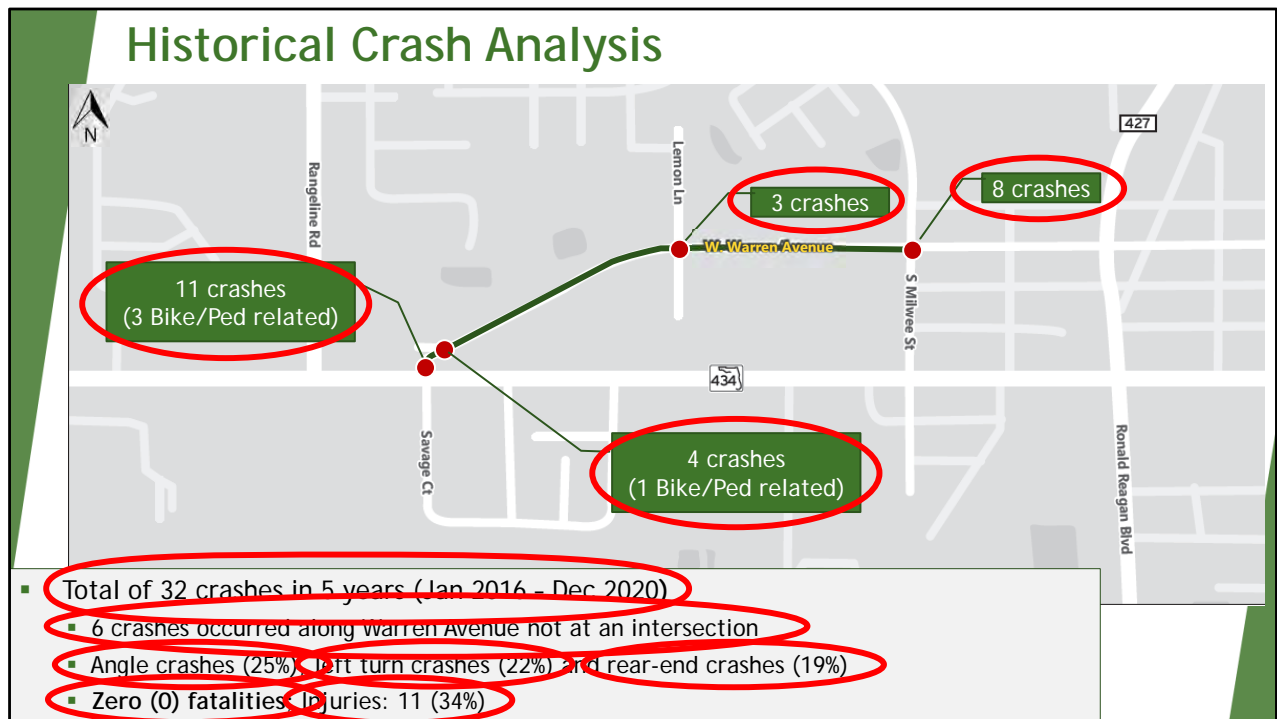 Historical Crash Analysis
N
427
Rangeline Rd
Lemon Ln
3 crashes
8 crashes
W. Warren Avenue
11 crashes
(3 Bike/Ped related)
S Milwee St
434
Savage Ct
4 crashes
(1 Bike/Ped related)
Ronald Reagan Blvd
▪ Total of 32 crashes in 5 years (Jan 2016 – Dec 2020)
▪ 6 crashes occurred along Warren Avenue not at an intersection
▪ Angle crashes (25%), left turn crashes (22%) and rear-end crashes (19%)
▪ Zero (0) fatalities; Injuries: 11 (34%)